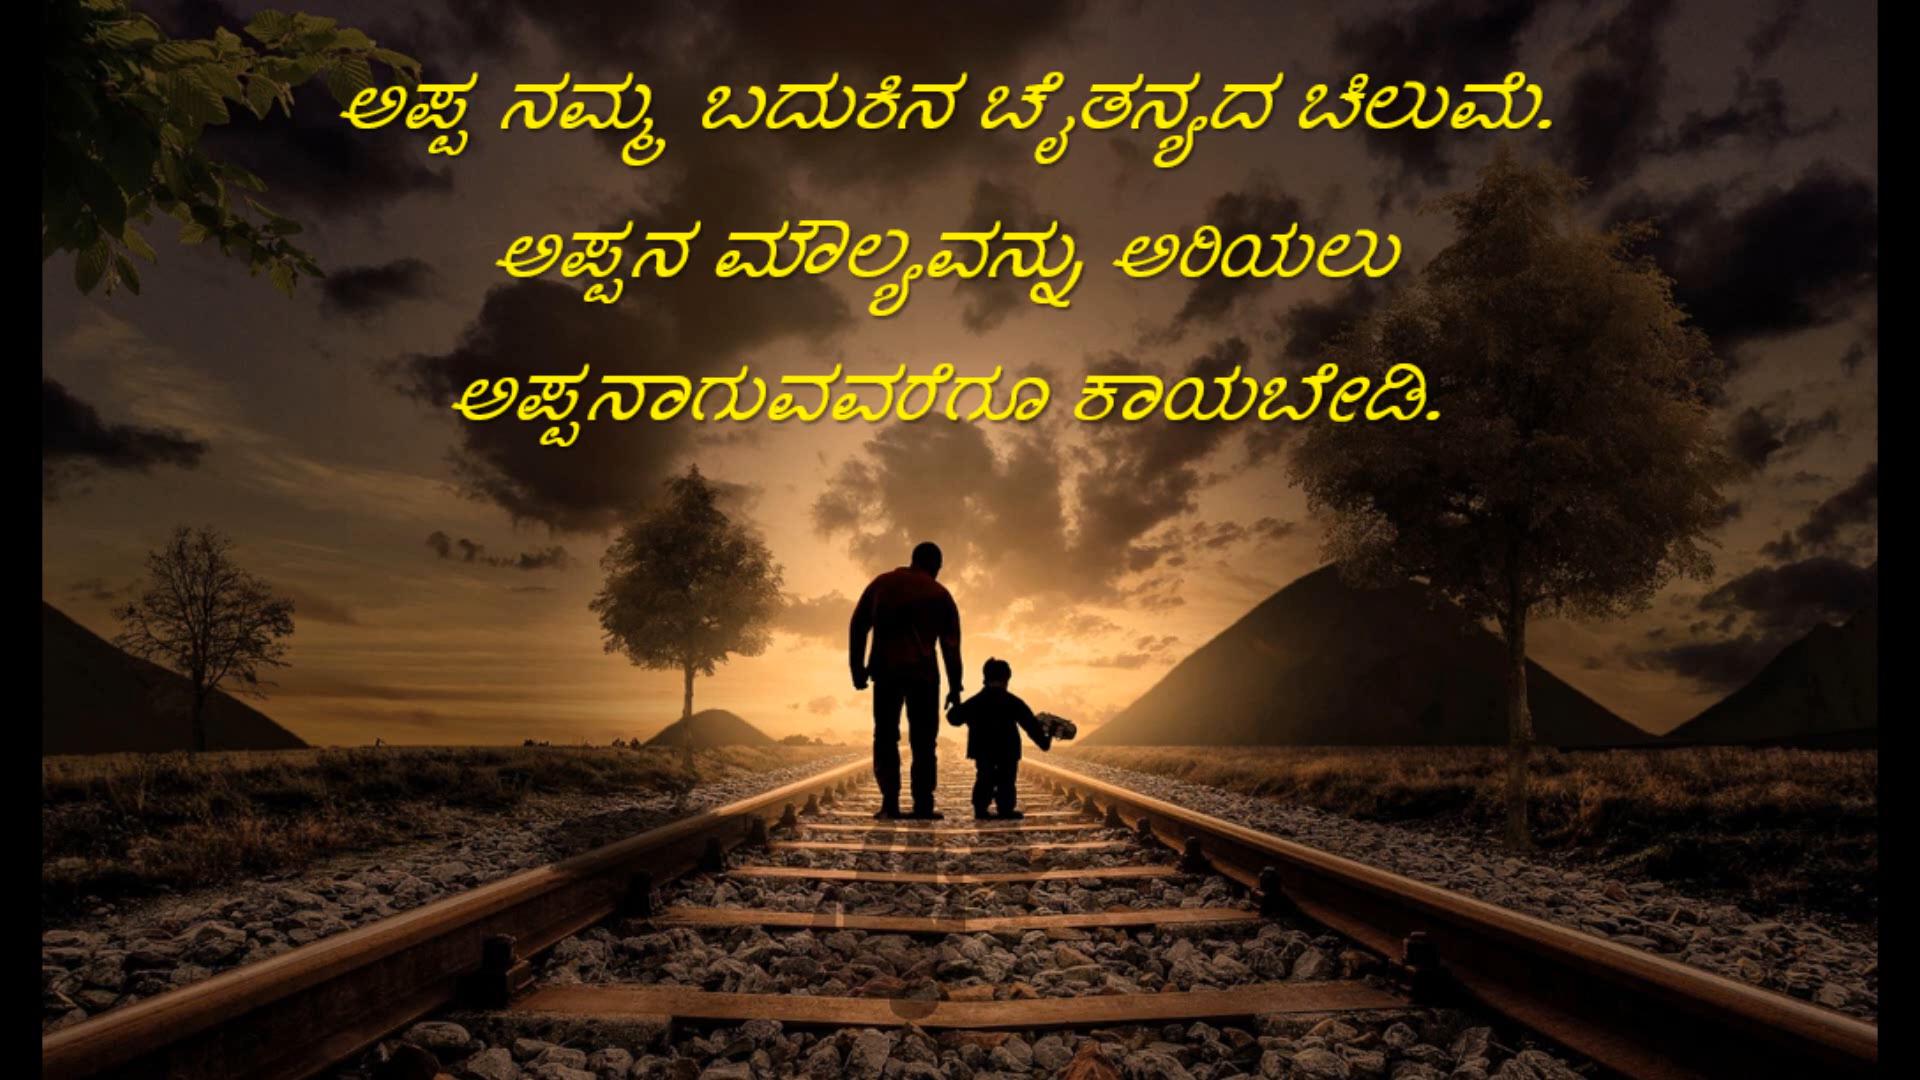 ಅಪ್ಪ ನಮ್ಮ ಬದುಕಿನ ಚೈತನ್ಯದ ಚಿಲುಮೆ.
ಅಪ್ಪನ ಮೌಲ್ಯವನ್ನು ಅರಿಯಲು
ಅಪ್ಪನಾಗುವವರೆಗೂ ಕಾಯಬೇಡಿ.